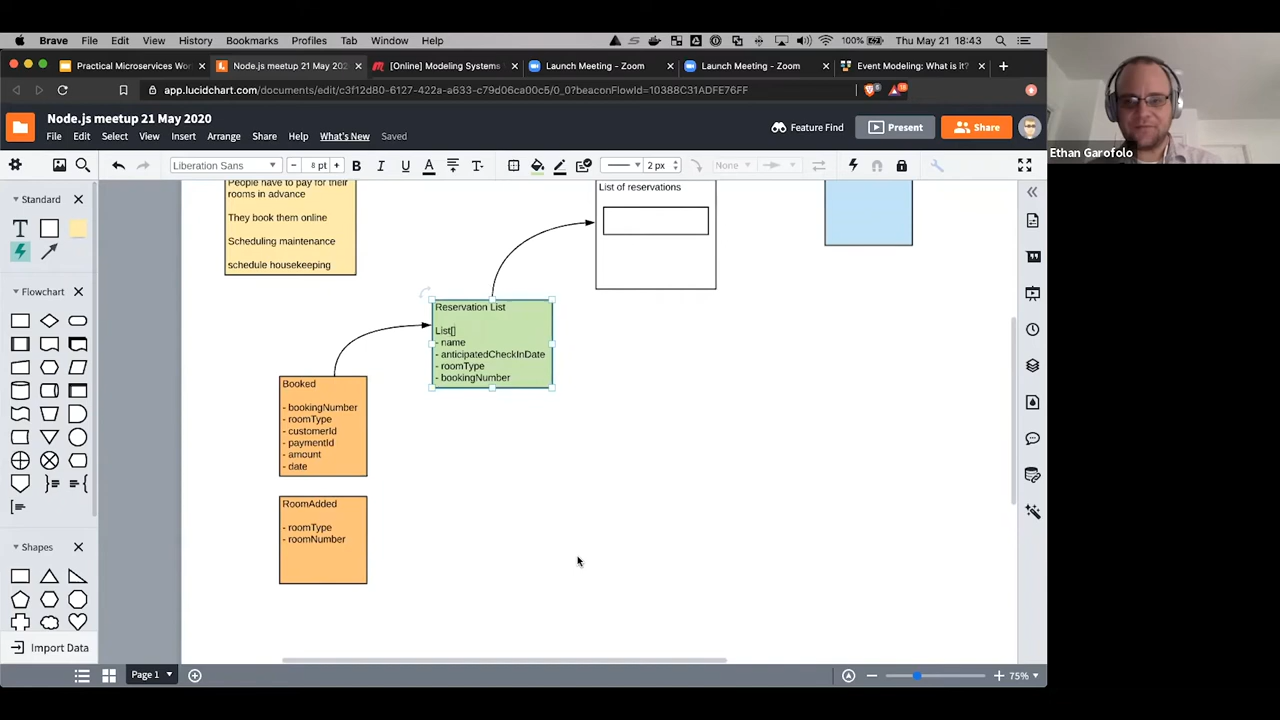 Brave File Edit View History Bookmarks Profiles Tab Window Help 100% Thu May 21 18:43
Practical Microservices Wor
Node.js meetup 21 May 202
[Online] Modeling Systems
Launch Meeting - Zoom
Launch Meeting - Zoom
Event Modeling: What is it?
app.lucidchart.com/documents/edit/c3f12d80-6127-422a-a633-c79d06ca00c5/0_0?beaconFlowId=10388C31ADFE76FF
Node.js meetup 21 May 2020
File Edit Select View Insert Arrange Share Help What's New Saved
Feature Find
Present
Share
Liberation Sans 8 pt 2 px None
Standard
Flowchart
Shapes
Import Data
People have to pay for their
rooms in advance
They book them online
Scheduling maintenance
schedule housekeeping
List of reservations
Reservation List
List[]
- name
- anticipatedCheckInDate
- roomType
- bookingNumber
Booked
- bookingNumber
- roomType
- customerId
- paymentId
- amount
- date
RoomAdded
- roomType
- roomNumber
Page 1
75%
Ethan Garofolo